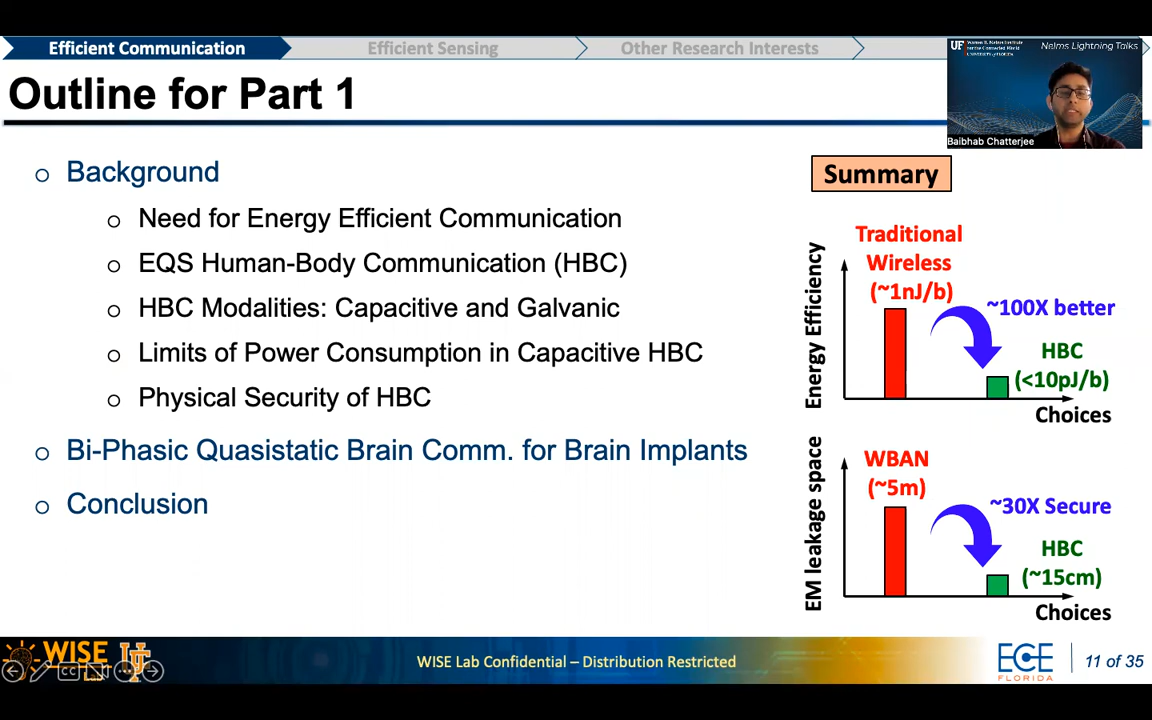 Efficient Communication
Efficient Sensing
Other Research Interests
UF
Nelms Lightning Talks
Baibhab Chatterjee
Outline for Part 1
Background
Need for Energy Efficient Communication
EQS Human-Body Communication (HBC)
HBC Modalities: Capacitive and Galvanic
Limits of Power Consumption in Capacitive HBC
Physical Security of HBC
Bi-Phasic Quasistatic Brain Comm. for Brain Implants
Conclusion
Summary
Energy Efficiency
Traditional
Wireless
(~1nJ/b)
~100X better
HBC
(<10pJ/b)
Choices
EM leakage space
WBAN
(~5m)
~30X Secure
HBC
(~15cm)
Choices
WISE
CC
WISE Lab Confidential – Distribution Restricted
ECE
FLORIDA
11 of 35